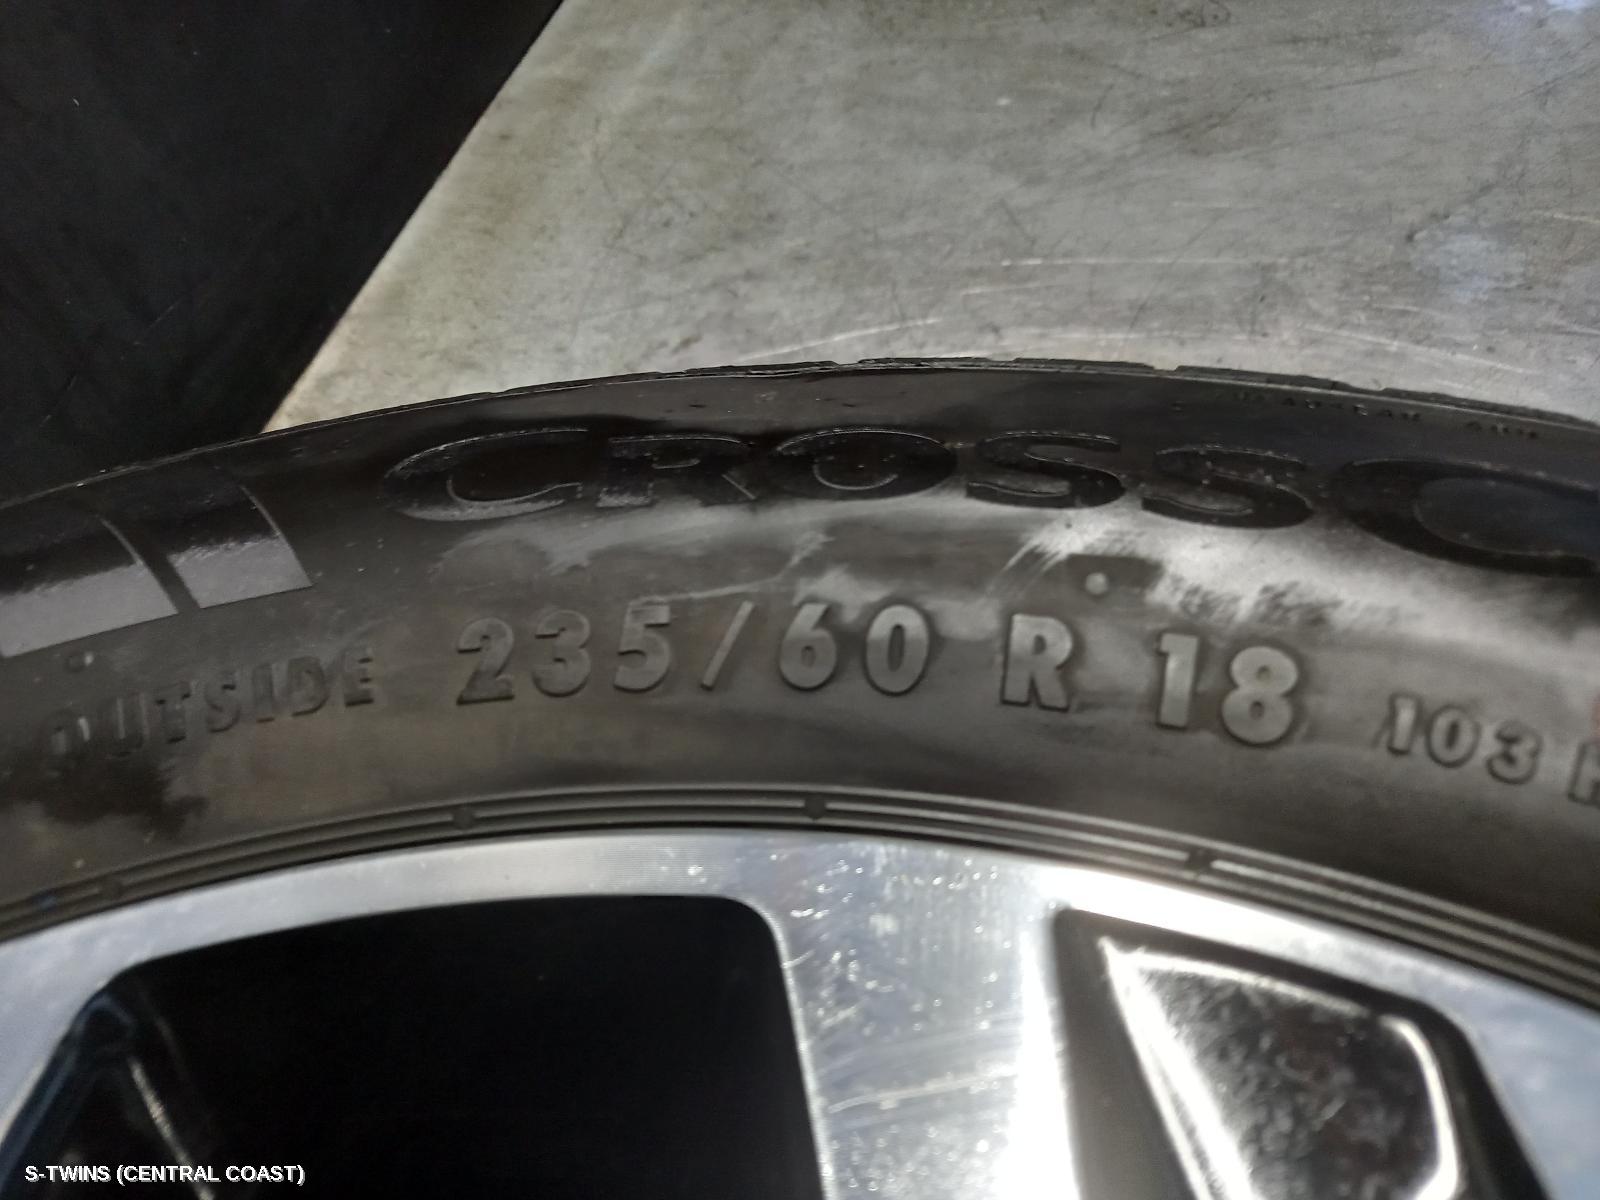 CROSSC
OUTSIDE 235/60 R 18 103 H
S-TWINS (CENTRAL COAST)